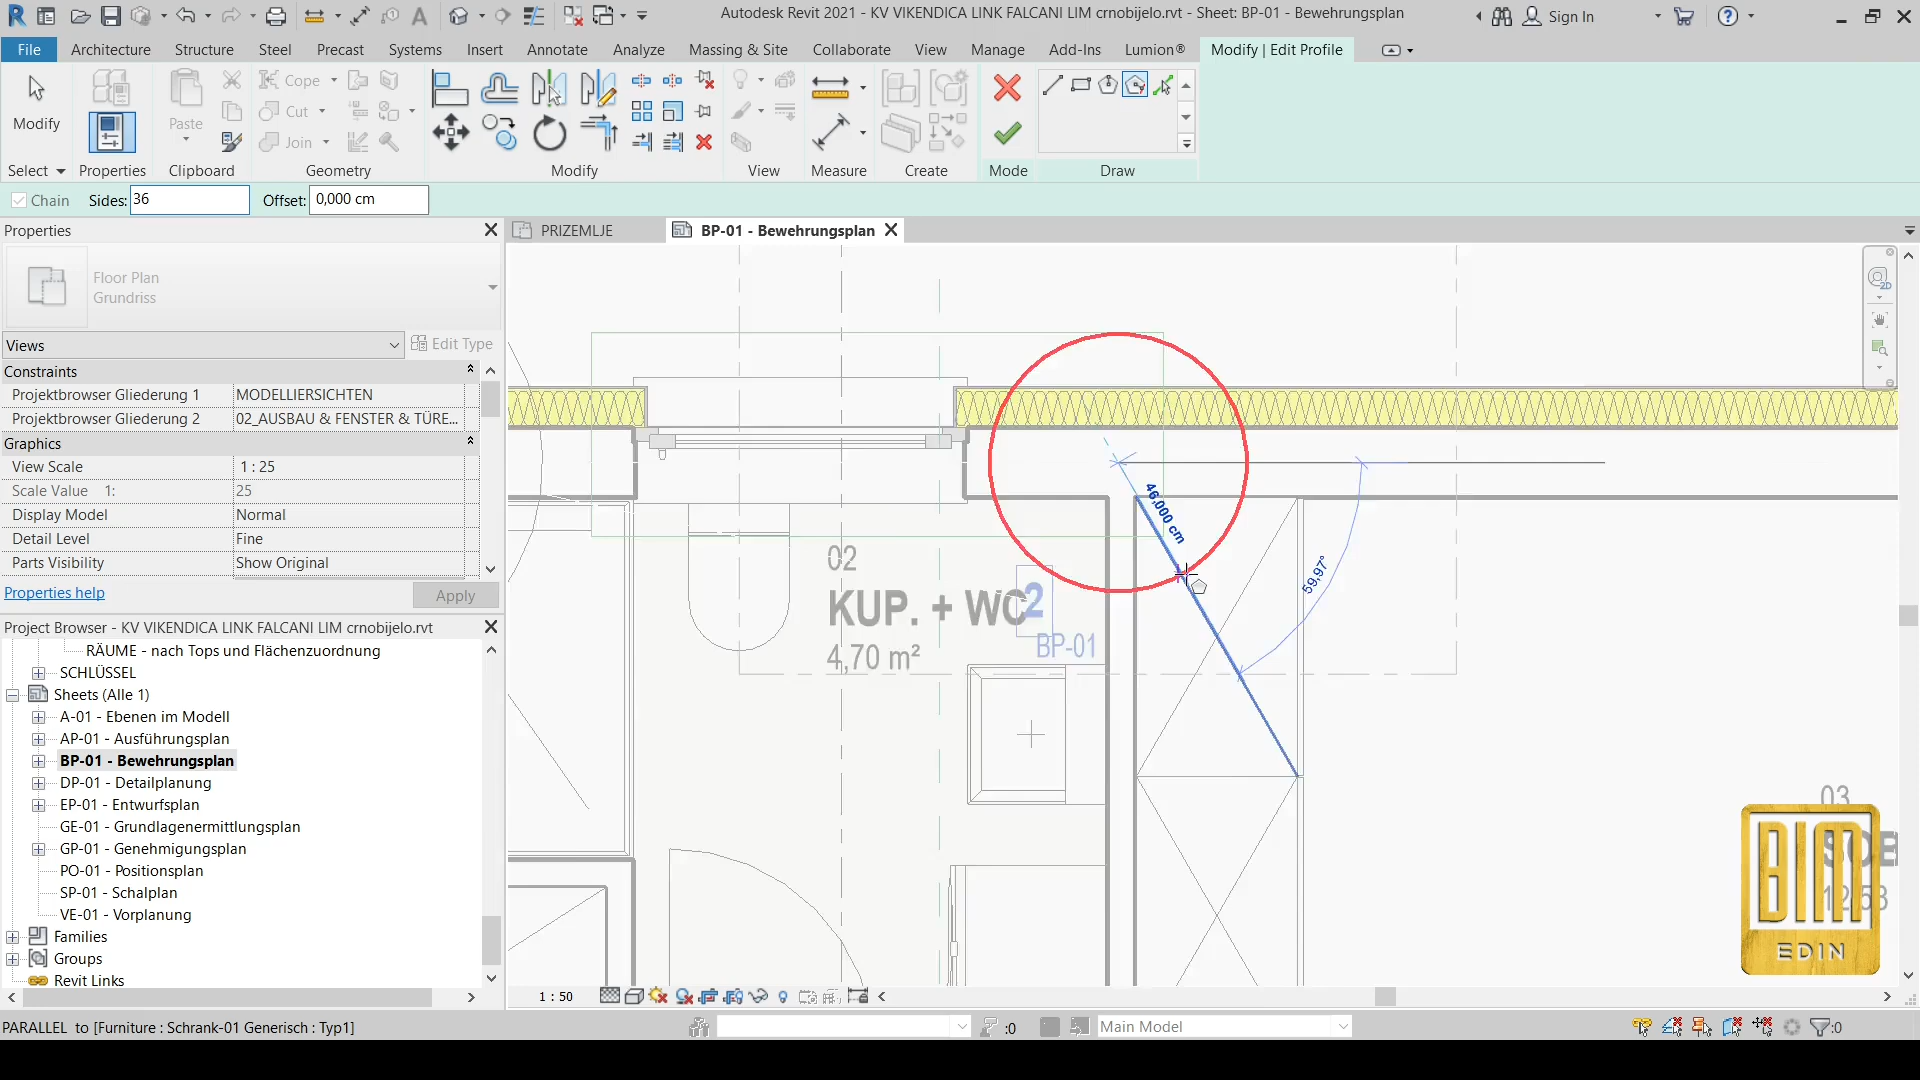 Autodesk Revit 2021 - KV VIKENDICA LINK FALCANI LIM crnobijelo.rvt - Sheet: BP-01 - Bewehrungsplan
Sign In
File Architecture Structure Steel Precast Systems Insert Annotate Analyze Massing & Site Collaborate View Manage Add-Ins Lumion® Modify | Edit Profile
Modify
Paste
Cope
Cut
Join
Select Properties Clipboard Geometry Modify View Measure Create Mode Draw
Chain Sides: 36 Offset: 0,000 cm
Properties
Floor Plan
Grundriss
Views Edit Type
Constraints
Projektbrowser Gliederung 1 MODELLIERSICHTEN
Projektbrowser Gliederung 2 02_AUSBAU & FENSTER & TÜRE...
Graphics
View Scale 1 : 25
Scale Value 1: 25
Display Model Normal
Detail Level Fine
Parts Visibility Show Original
Properties help Apply
Project Browser - KV VIKENDICA LINK FALCANI LIM crnobijelo.rvt
RÄUME - nach Tops und Flächenzuordnung
SCHLÜSSEL
Sheets (Alle 1)
A-01 - Ebenen im Modell
AP-01 - Ausführungsplan
BP-01 - Bewehrungsplan
DP-01 - Detailplanung
EP-01 - Entwurfsplan
GE-01 - Grundlagenermittlungsplan
GP-01 - Genehmigungsplan
PO-01 - Positionsplan
SP-01 - Schalplan
VE-01 - Vorplanung
Families
Groups
Revit Links
PRIZEMLJE BP-01 - Bewehrungsplan
2D
46,000 cm
59,97°
02
KUP. + WC
4,70 m²
2
BP-01
03
BIM
EDIN
1 : 50
PARALLEL to [Furniture : Schrank-01 Generisch : Typ1]
:0
Main Model
:0